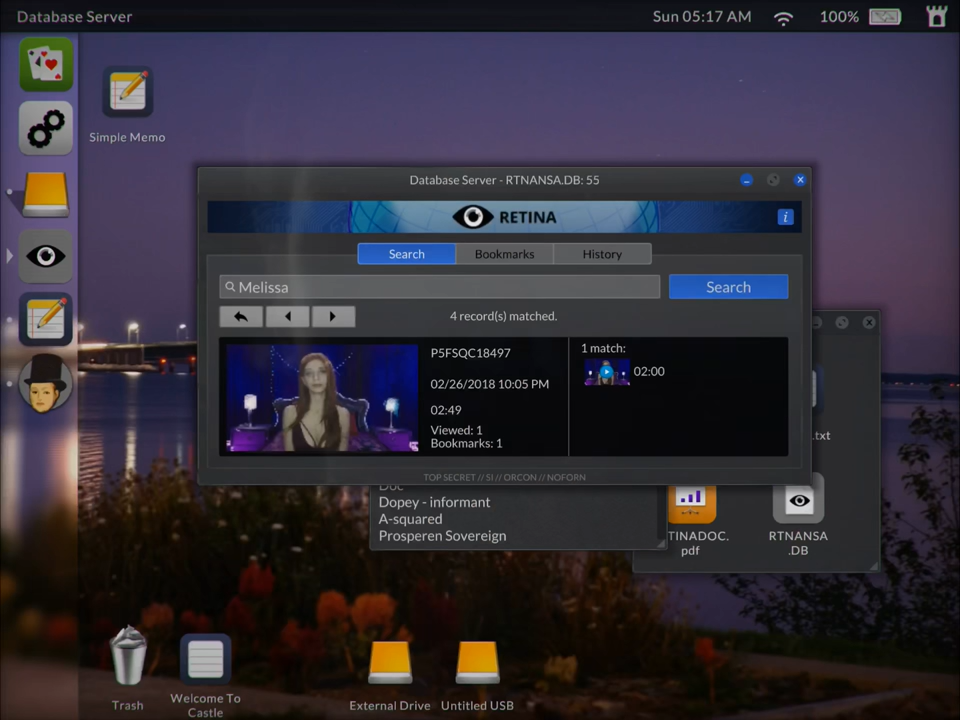 Database Server
Sun 05:17 AM
100%
Simple Memo
Database Server - RTNANSA.DB: 55
RETINA
i
Search
Bookmarks
History
Melissa
Search
4 record(s) matched.
P5FSQC18497
02/26/2018 10:05 PM
02:49
Viewed: 1
Bookmarks: 1
1 match:
02:00
TOP SECRET // SI // ORCON // NOFORN
.txt
Doc
Dopey - informant
A-squared
Prosperen Sovereign
TINADOC.
pdf
RTNANSA
.DB
Trash
Welcome To
Castle
External Drive
Untitled USB